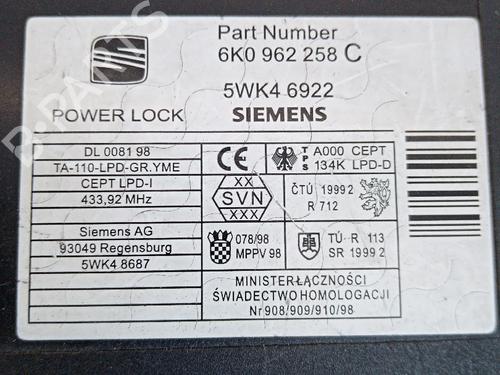 Part Number
6K0 962 258 C
5WK4 6922
POWER LOCK SIEMENS
DL 0081 98
TA-110-LPD-GR.YME
CEPT LPD-I
433,92 MHz
CE
TPS
A000 CEPT
134K LPD-D
XX
SVN
XXX
ČTÚ 1999 2
R 712
Siemens AG
93049 Regensburg
5WK4 8687
078/98
MPPV 98
TÚ-R 113
SR 1999 2
MINISTER.ŁĄCZNOŚCI
ŚWIADECTWO HOMOLOGACJI
Nr 908/909/910/98
B-PARTS